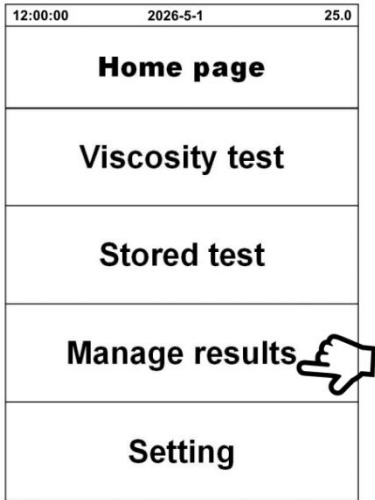 12:00:00 2026-5-1 25.0
Home page
Viscosity test
Stored test
Manage results
Setting